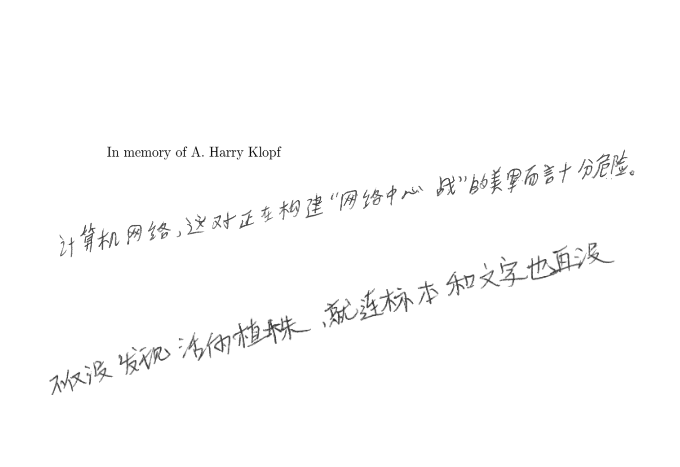 In memory of A. Harry Klopf
计算机网络,这对正在构建“网络中心战”的美军而言十分危险。
不仅没发现活的植株,就连标本和文字也再没